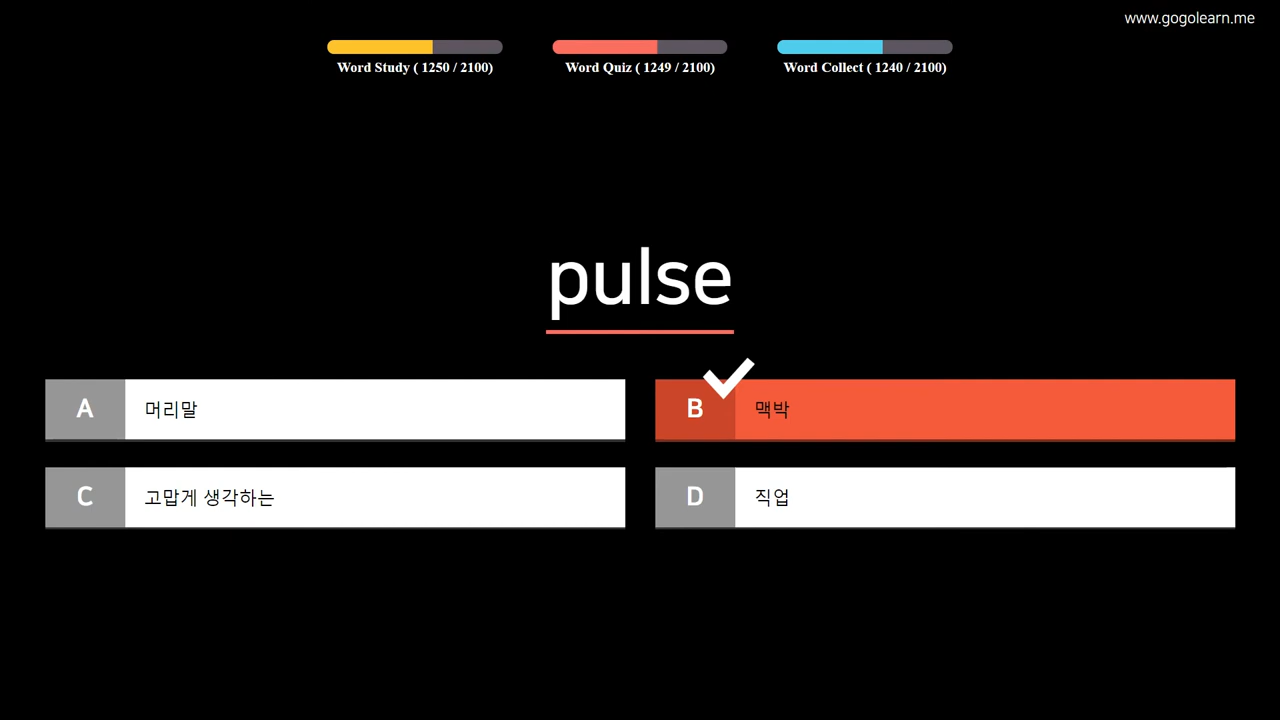 www.gogolearn.me
Word Study ( 1250 / 2100)
Word Quiz ( 1249 / 2100)
Word Collect ( 1240 / 2100)
pulse
A 머리말
B 맥박
C 고맙게 생각하는
D 직업